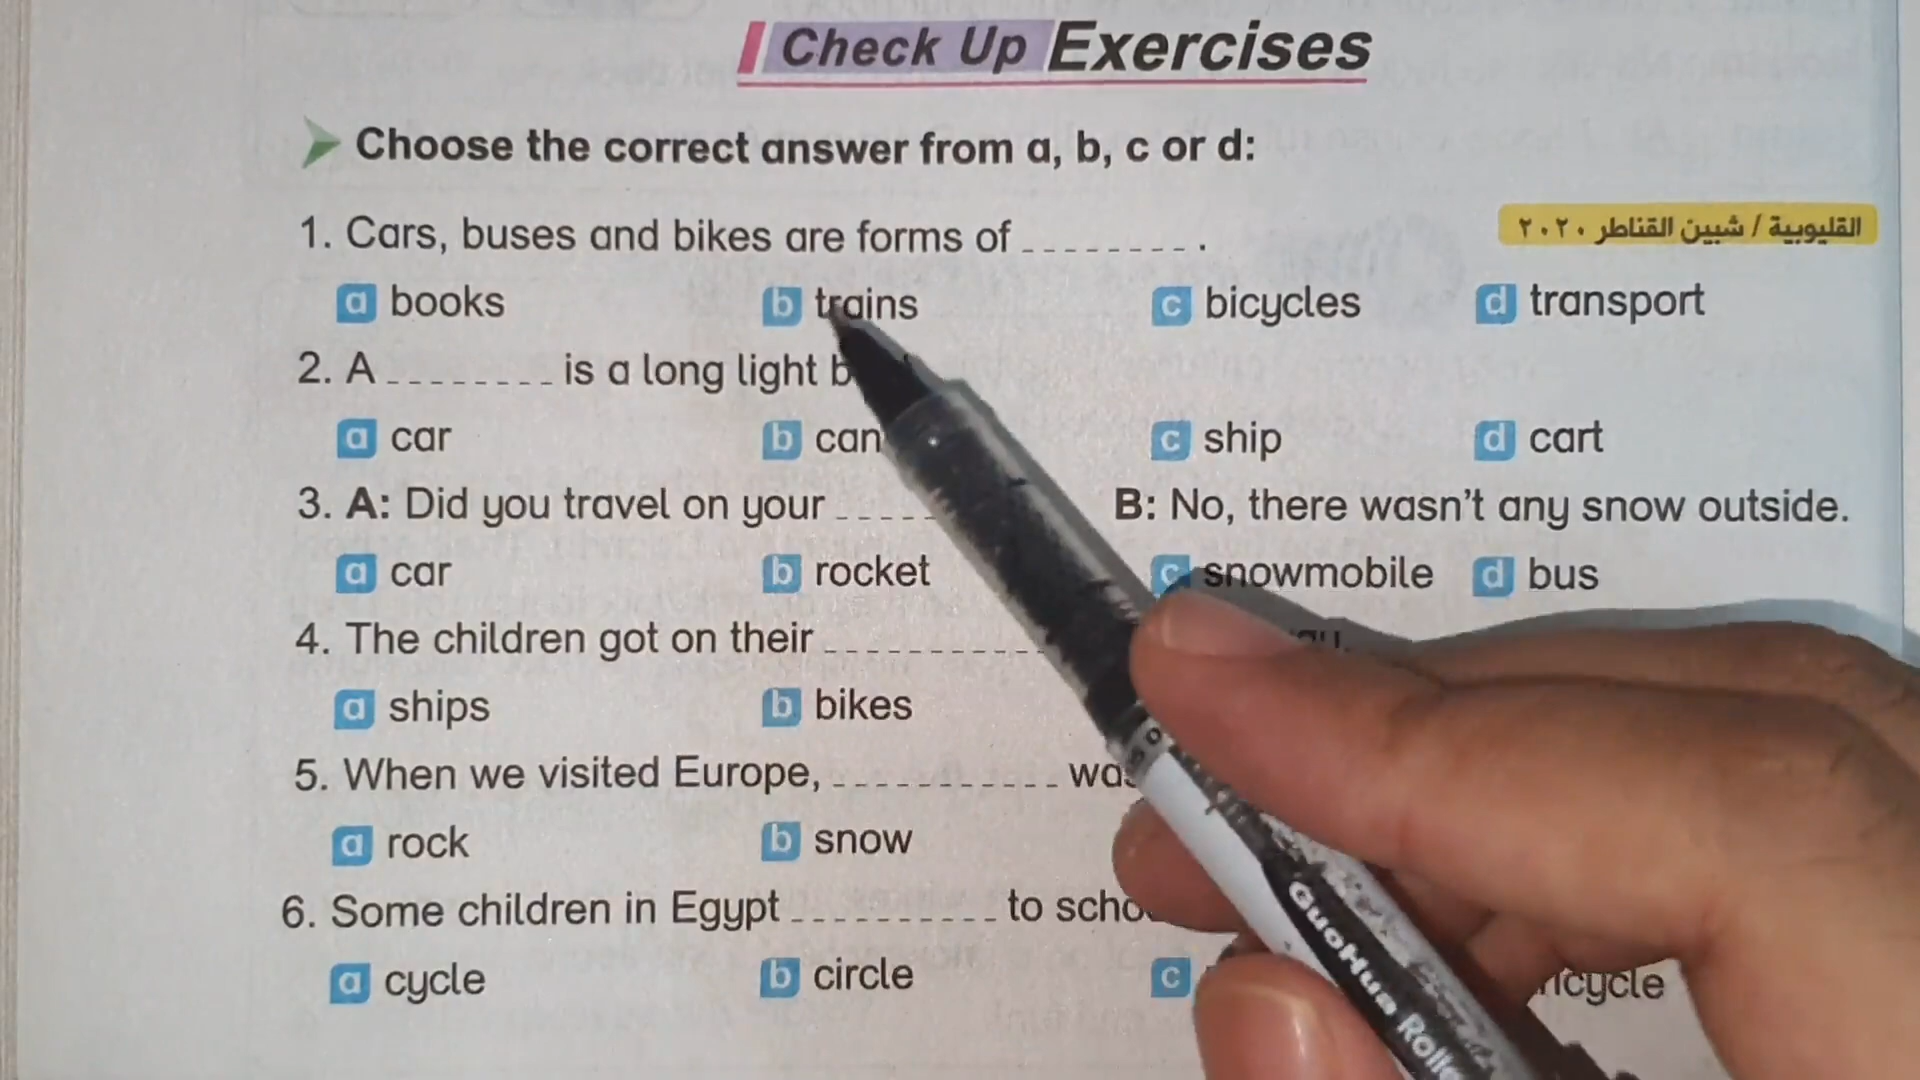 Check Up Exercises
Choose the correct answer from a, b, c or d:
1. Cars, buses and bikes are forms of ........ .
القليوبية / شبين القناطر ٢٠٢٠
a books b trains c bicycles d transport
2. A ........ is a long light
a car b c ship d cart
3. A: Did you travel on your ..... B: No, there wasn't any snow outside.
a car b rocket c snowmobile d bus
4. The children got on their ...........
a ships b bikes
5. When we visited Europe, ...........
a rock b snow
6. Some children in Egypt .......... to
a cycle b circle c
GuoHua